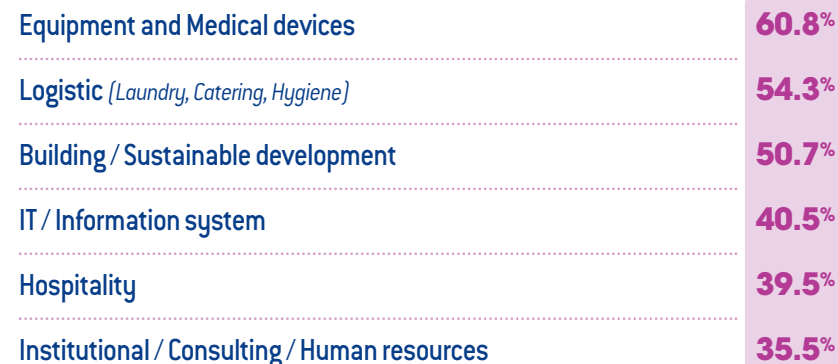 Equipment and Medical devices 60.8%
Logistic (Laundry, Catering, Hygiene) 54.3%
Building / Sustainable development 50.7%
IT / Information system 40.5%
Hospitality 39.5%
Institutional / Consulting / Human resources 35.5%